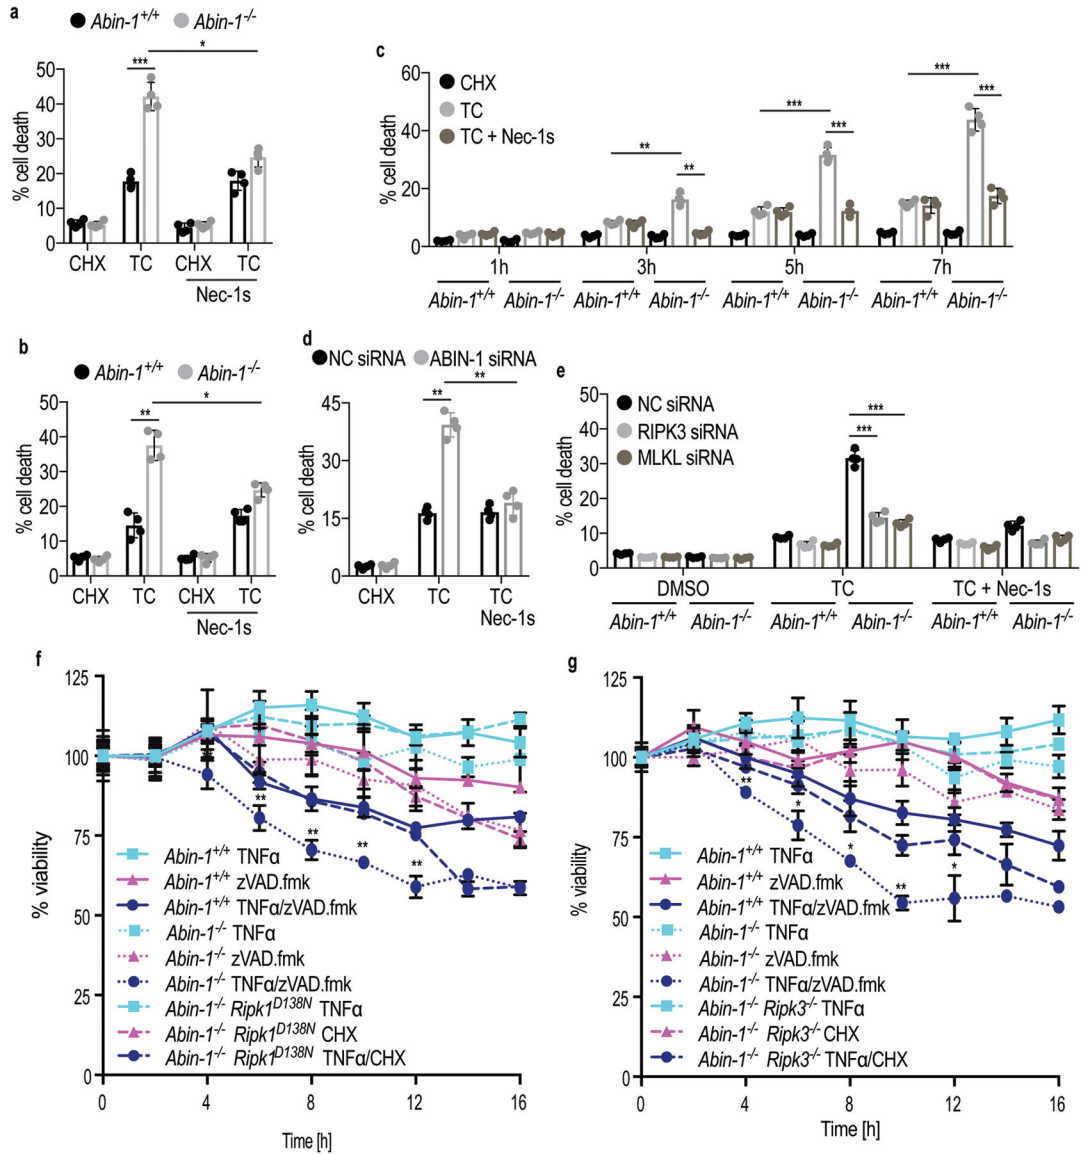 a
Abin-1+/+ Abin-1-/-
*
***
% cell death
50
40
30
20
10
0
CHX TC CHX TC
Nec-1s
c
CHX
TC
TC + Nec-1s
% cell death
60
40
20
0
** ** *** *** *** ***
1h 3h 5h 7h
Abin-1+/+ Abin-1-/- Abin-1+/+ Abin-1-/- Abin-1+/+ Abin-1-/- Abin-1+/+ Abin-1-/-
b
Abin-1+/+ Abin-1-/-
*
**
% cell death
50
40
30
20
10
0
CHX TC CHX TC
Nec-1s
d
NC siRNA ABIN-1 siRNA
** **
% cell death
45
30
15
0
CHX TC TC
Nec-1s
e
NC siRNA
RIPK3 siRNA
MLKL siRNA
***
***
% cell death
50
40
30
20
10
0
DMSO TC TC + Nec-1s
Abin-1+/+ Abin-1-/- Abin-1+/+ Abin-1-/- Abin-1+/+ Abin-1-/-
f
% viability
125
100
75
50
25
0
** ** ** **
Abin-1+/+ TNFα
Abin-1+/+ zVAD.fmk
Abin-1+/+ TNFα/zVAD.fmk
Abin-1-/- TNFα
Abin-1-/- zVAD.fmk
Abin-1-/- TNFα/zVAD.fmk
Abin-1-/- Ripk1D138N TNFα
Abin-1-/- Ripk1D138N CHX
Abin-1-/- Ripk1D138N TNFα/CHX
0 4 8 12 16
Time [h]
g
% viability
125
100
75
50
25
0
** * * ** *
Abin-1+/+ TNFα
Abin-1+/+ zVAD.fmk
Abin-1+/+ TNFα/zVAD.fmk
Abin-1-/- TNFα
Abin-1-/- zVAD.fmk
Abin-1-/- TNFα/zVAD.fmk
Abin-1-/- Ripk3-/- TNFα
Abin-1-/- Ripk3-/- CHX
Abin-1-/- Ripk3-/- TNFα/CHX
0 4 8 12 16
Time [h]